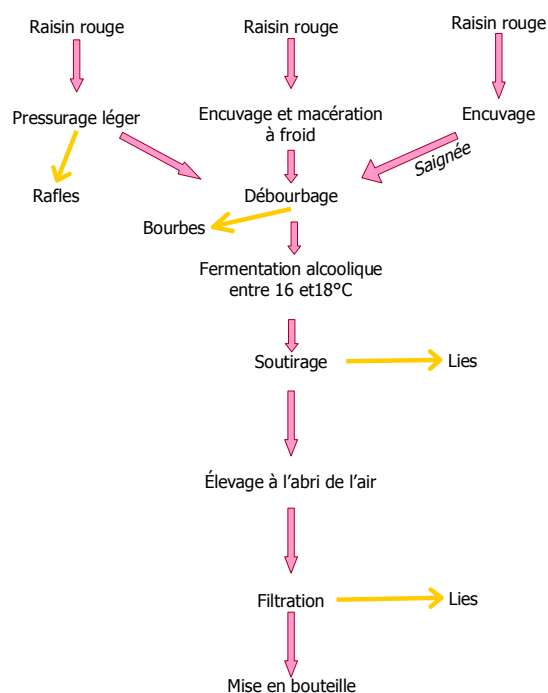 Raisin rouge
Raisin rouge
Raisin rouge
Pressurage léger
Encuvage et macération
à froid
Encuvage
Saignée
Rafles
Débourbage
Bourbes
Fermentation alcoolique
entre 16 et18°C
Soutirage
Lies
Élevage à l'abri de l'air
Filtration
Lies
Mise en bouteille